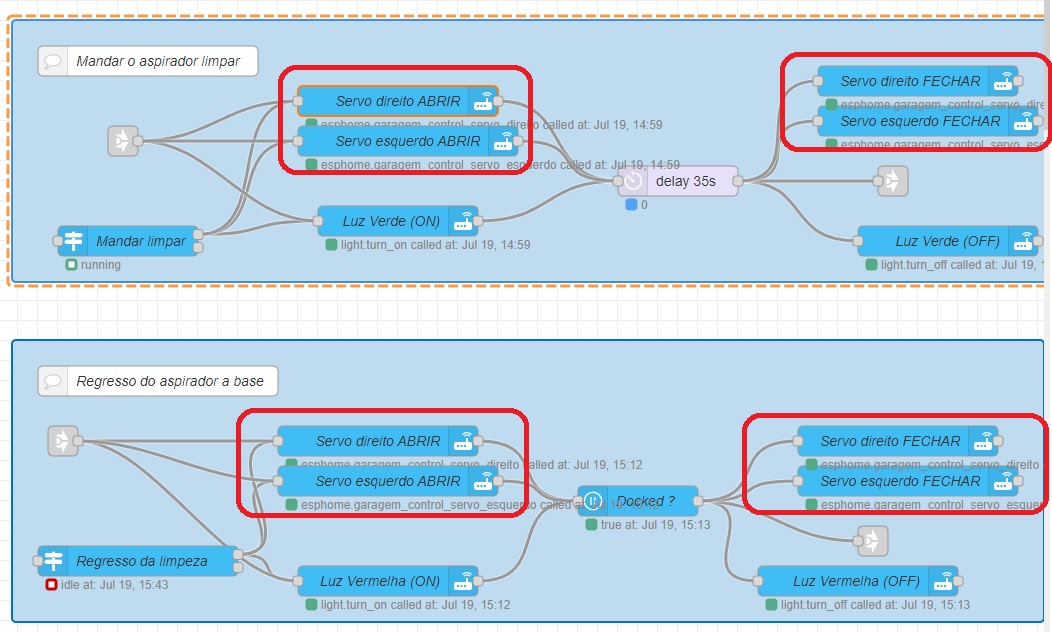 Mandar o aspirador limpar
Servo direito ABRIR
esphome.garagem_control_servo_direito called at: Jul 19, 14:59
Servo esquerdo ABRIR
esphome.garagem_control_servo_esquerdo called at: Jul 19, 14:59
Servo direito FECHAR
esphome.garagem_control_servo_dire
Servo esquerdo FECHAR
esphome.garagem_control_servo_esq
delay 35s
0
Luz Verde (ON)
light.turn_on called at: Jul 19, 14:59
Mandar limpar
running
Luz Verde (OFF)
light.turn_off called at: Jul 19, 1
Regresso do aspirador a base
Servo direito ABRIR
esphome.garagem_control_servo_direito called at: Jul 19, 15:12
Servo esquerdo ABRIR
esphome.garagem_control_servo_esquerdo called at:
Servo direito FECHAR
esphome.garagem_control_servo_direito
Servo esquerdo FECHAR
esphome.garagem_control_servo_esque
Docked ?
true at: Jul 19, 15:13
Regresso da limpeza
idle at: Jul 19, 15:43
Luz Vermelha (ON)
light.turn_on called at: Jul 19, 15:12
Luz Vermelha (OFF)
light.turn_off called at: Jul 19, 15:13